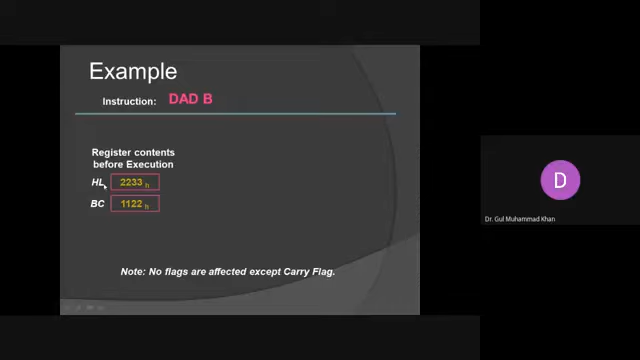 Example
Instruction: DAD B
Register contents
before Execution
HL 2233 h
BC 1122 h
Note: No flags are affected except Carry Flag.
D
Dr. Gul Muhammad Khan